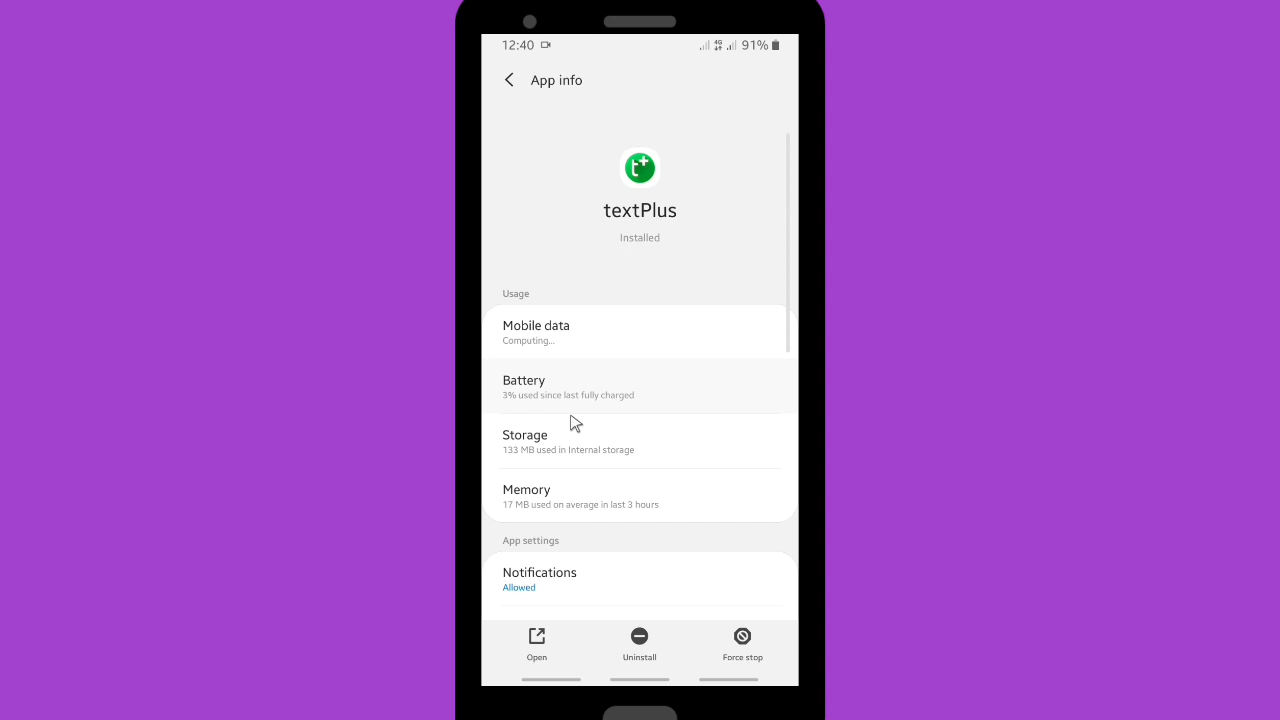 12:40 4G 91%
App info
t+
textPlus
Installed
Usage
Mobile data
Computing...
Battery
3% used since last fully charged
Storage
133 MB used in Internal storage
Memory
17 MB used on average in last 3 hours
App settings
Notifications
Allowed
Open Uninstall Force stop